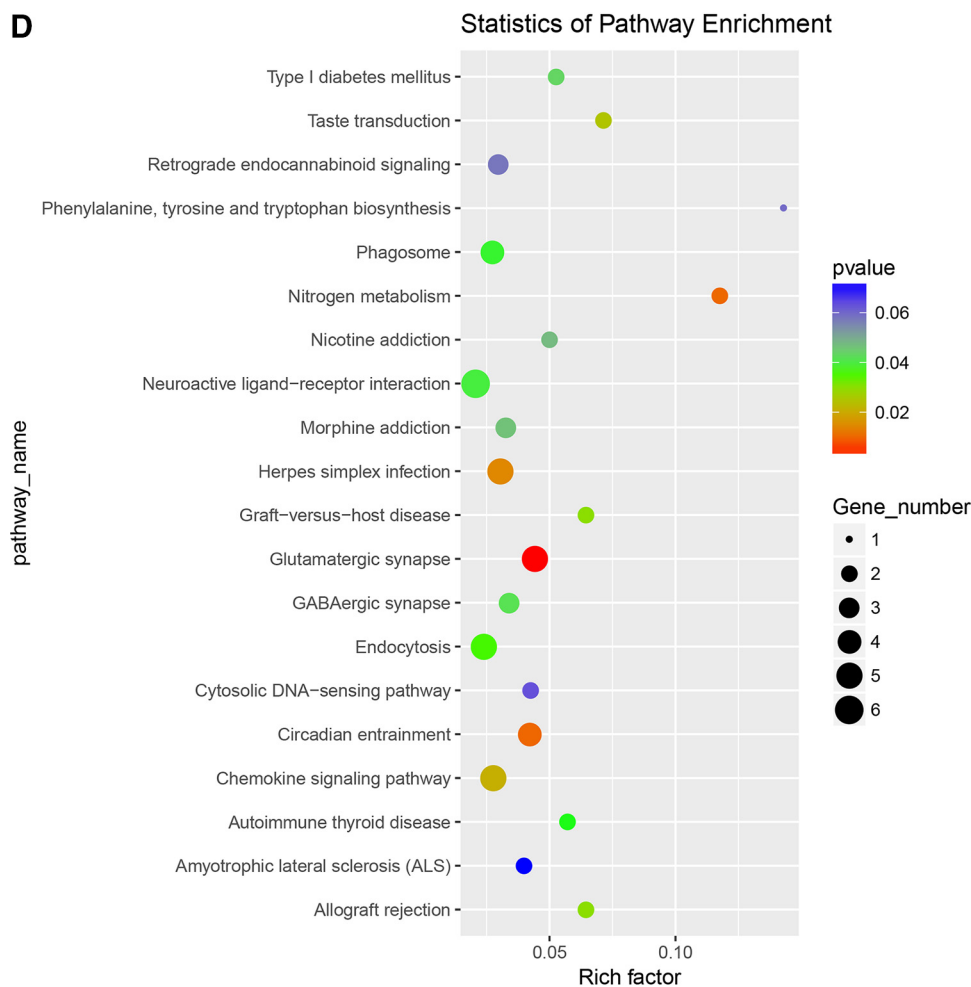 D
Statistics of Pathway Enrichment
Type I diabetes mellitus
Taste transduction
Retrograde endocannabinoid signaling
Phenylalanine, tyrosine and tryptophan biosynthesis
Phagosome
Nitrogen metabolism
Nicotine addiction
Neuroactive ligand−receptor interaction
Morphine addiction
Herpes simplex infection
Graft−versus−host disease
Glutamatergic synapse
GABAergic synapse
Endocytosis
Cytosolic DNA−sensing pathway
Circadian entrainment
Chemokine signaling pathway
Autoimmune thyroid disease
Amyotrophic lateral sclerosis (ALS)
Allograft rejection
pathway_name
0.05
0.10
Rich factor
pvalue
0.06
0.04
0.02
Gene_number
1
2
3
4
5
6